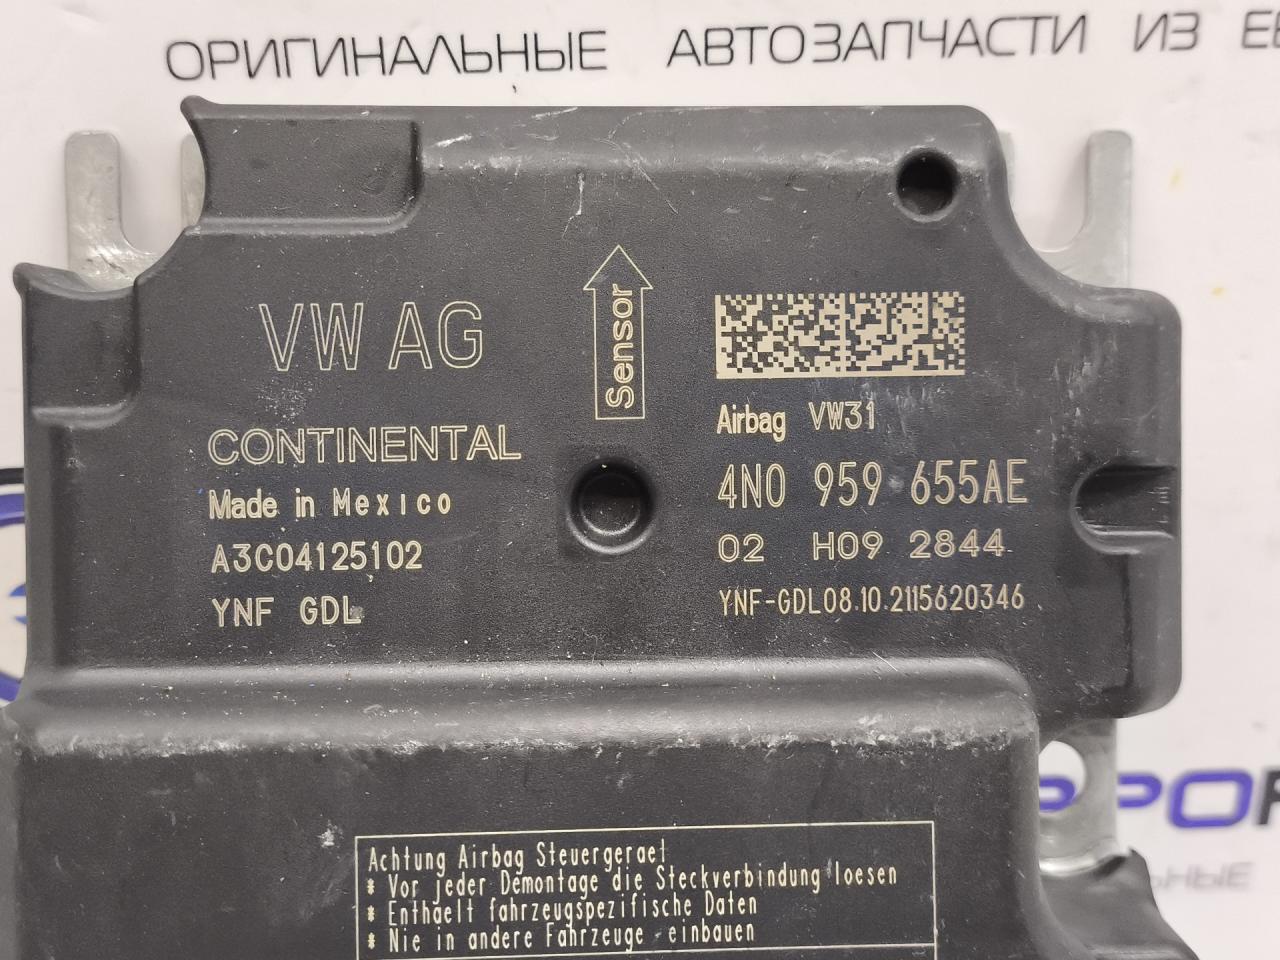 ОРИГИНАЛЬНЫЕ АВТОЗАПЧАСТИ ИЗ
VW AG
CONTINENTAL
Made in Mexico
A3C04125102
YNF GDL
Sensor
Airbag VW31
4N0 959 655AE
02 H09 2844
YNF-GDL08.10.2115620346
Achtung Airbag Steuergeraet
* Vor jeder Demontage die Steckverbindung loesen
* Enthaelt fahrzeugspezifische Daten
* Nie in andere Fahrzeuge einbauen